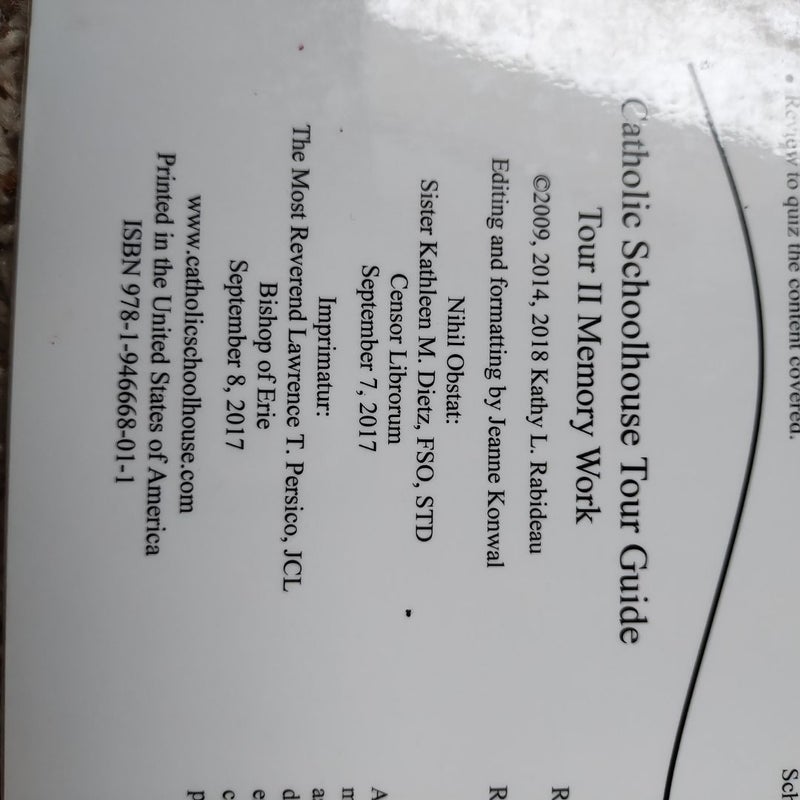 • Review to quiz the content covered.
Catholic Schoolhouse Tour Guide
Tour II Memory Work
©2009, 2014, 2018 Kathy L. Rabideau
Editing and formatting by Jeanne Konwal
Nihil Obstat:
Sister Kathleen M. Dietz, FSO, STD
Censor Librorum
September 7, 2017
Imprimatur:
The Most Reverend Lawrence T. Persico, JCL
Bishop of Erie
September 8, 2017
www.catholicschoolhouse.com
Printed in the United States of America
ISBN 978-1-946668-01-1